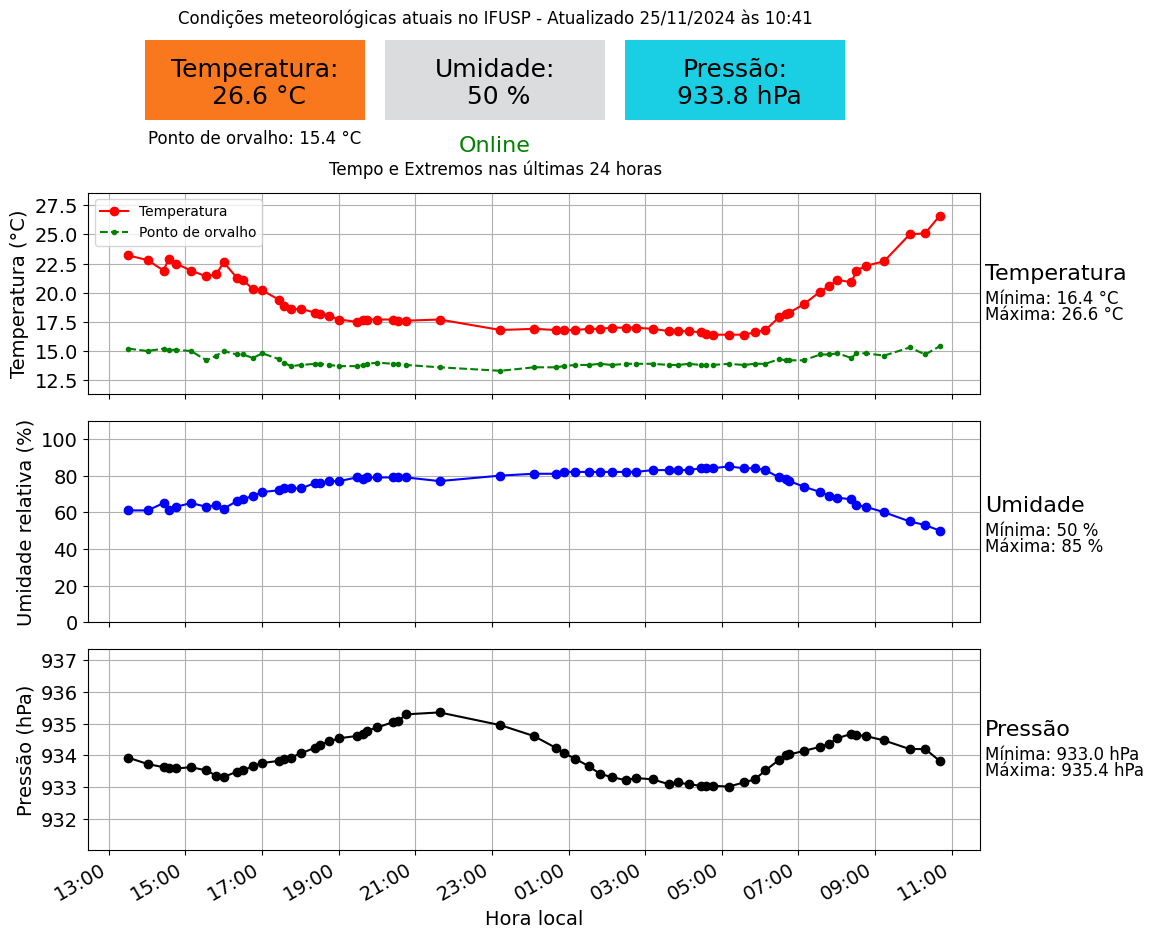 Condições meteorológicas atuais no IFUSP - Atualizado 25/11/2024 às 10:41
Temperatura:
26.6 °C
Umidade:
50 %
Pressão:
933.8 hPa
Ponto de orvalho: 15.4 °C
Online
Tempo e Extremos nas últimas 24 horas
Temperatura (°C)
27.5
25.0
22.5
20.0
17.5
15.0
12.5
Temperatura
Ponto de orvalho
Temperatura
Mínima: 16.4 °C
Máxima: 26.6 °C
Umidade relativa (%)
100
80
60
40
20
0
Umidade
Mínima: 50 %
Máxima: 85 %
Pressão (hPa)
937
936
935
934
933
932
Pressão
Mínima: 933.0 hPa
Máxima: 935.4 hPa
13:00 15:00 17:00 19:00 21:00 23:00 01:00 03:00 05:00 07:00 09:00 11:00
Hora local